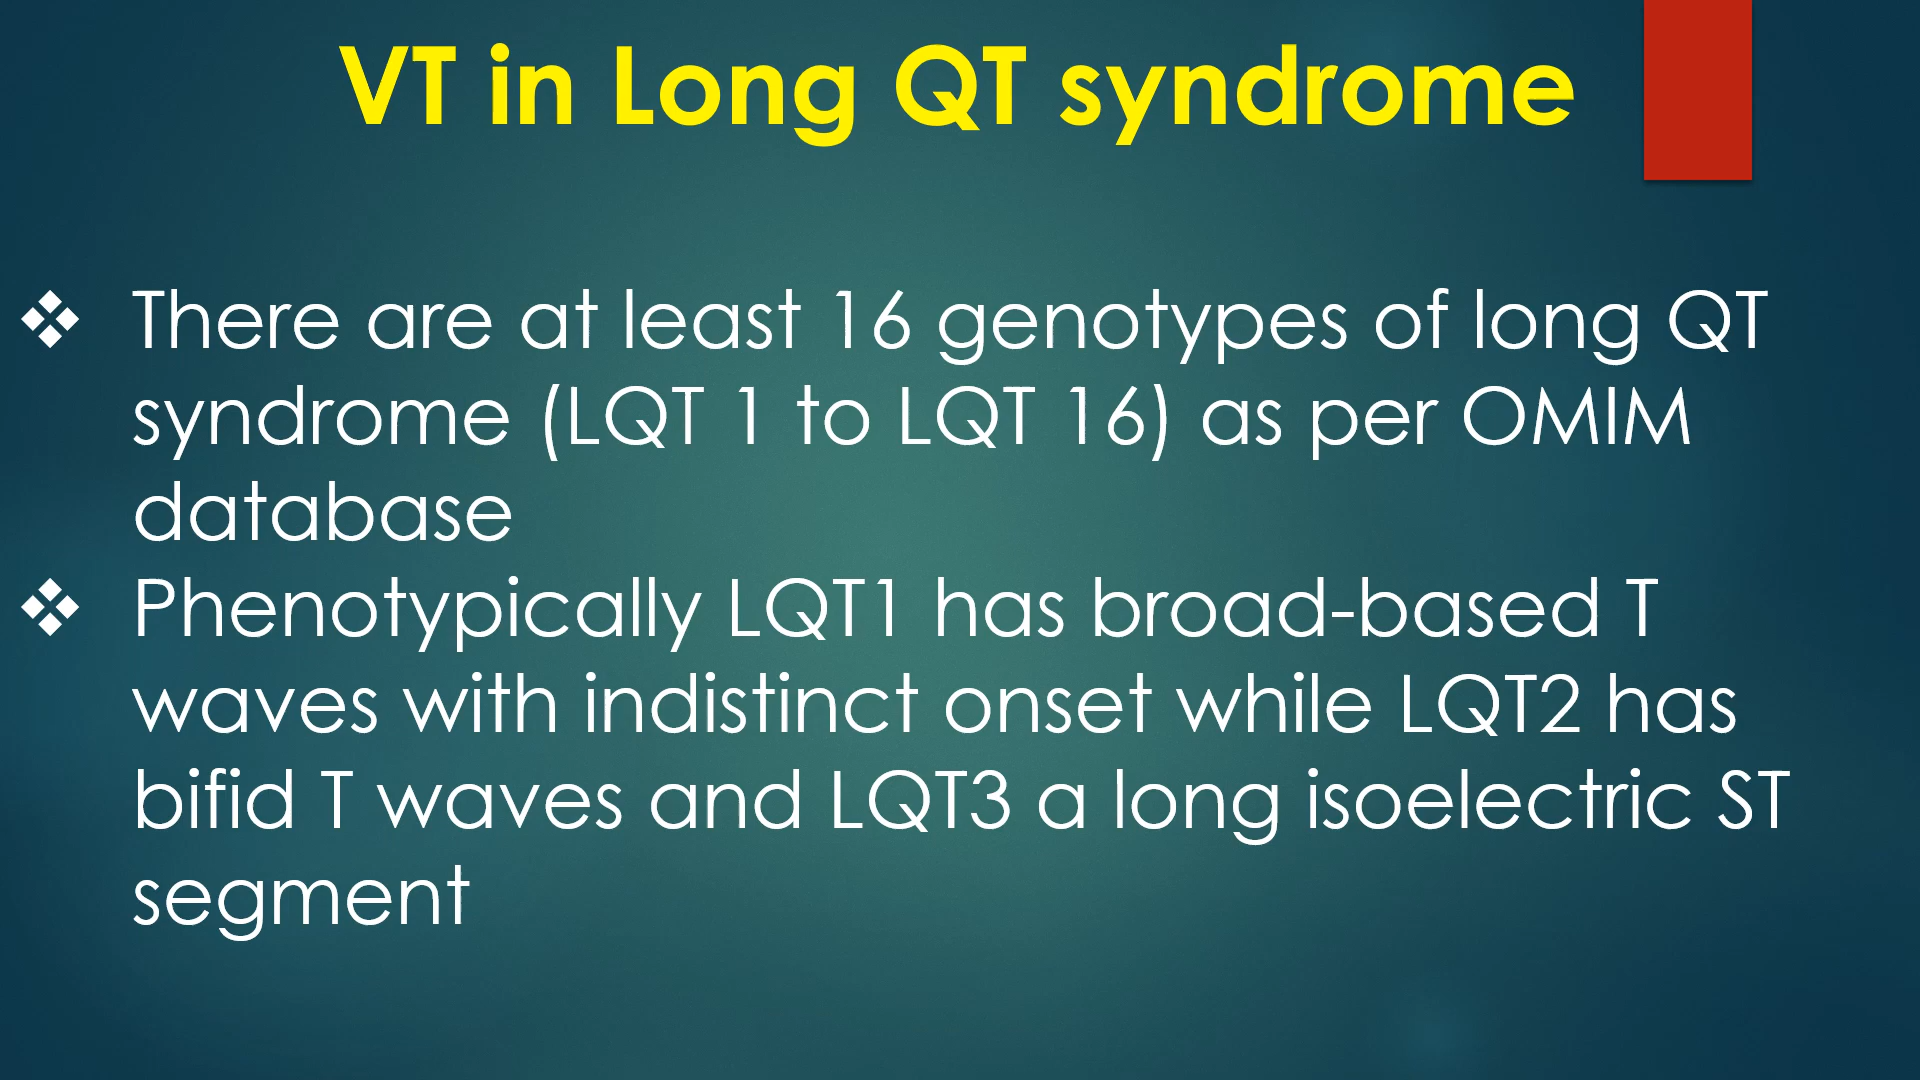 VT in Long QT syndrome
❖ There are at least 16 genotypes of long QT
syndrome (LQT 1 to LQT 16) as per OMIM
database
❖ Phenotypically LQT1 has broad-based T
waves with indistinct onset while LQT2 has
bifid T waves and LQT3 a long isoelectric ST
segment